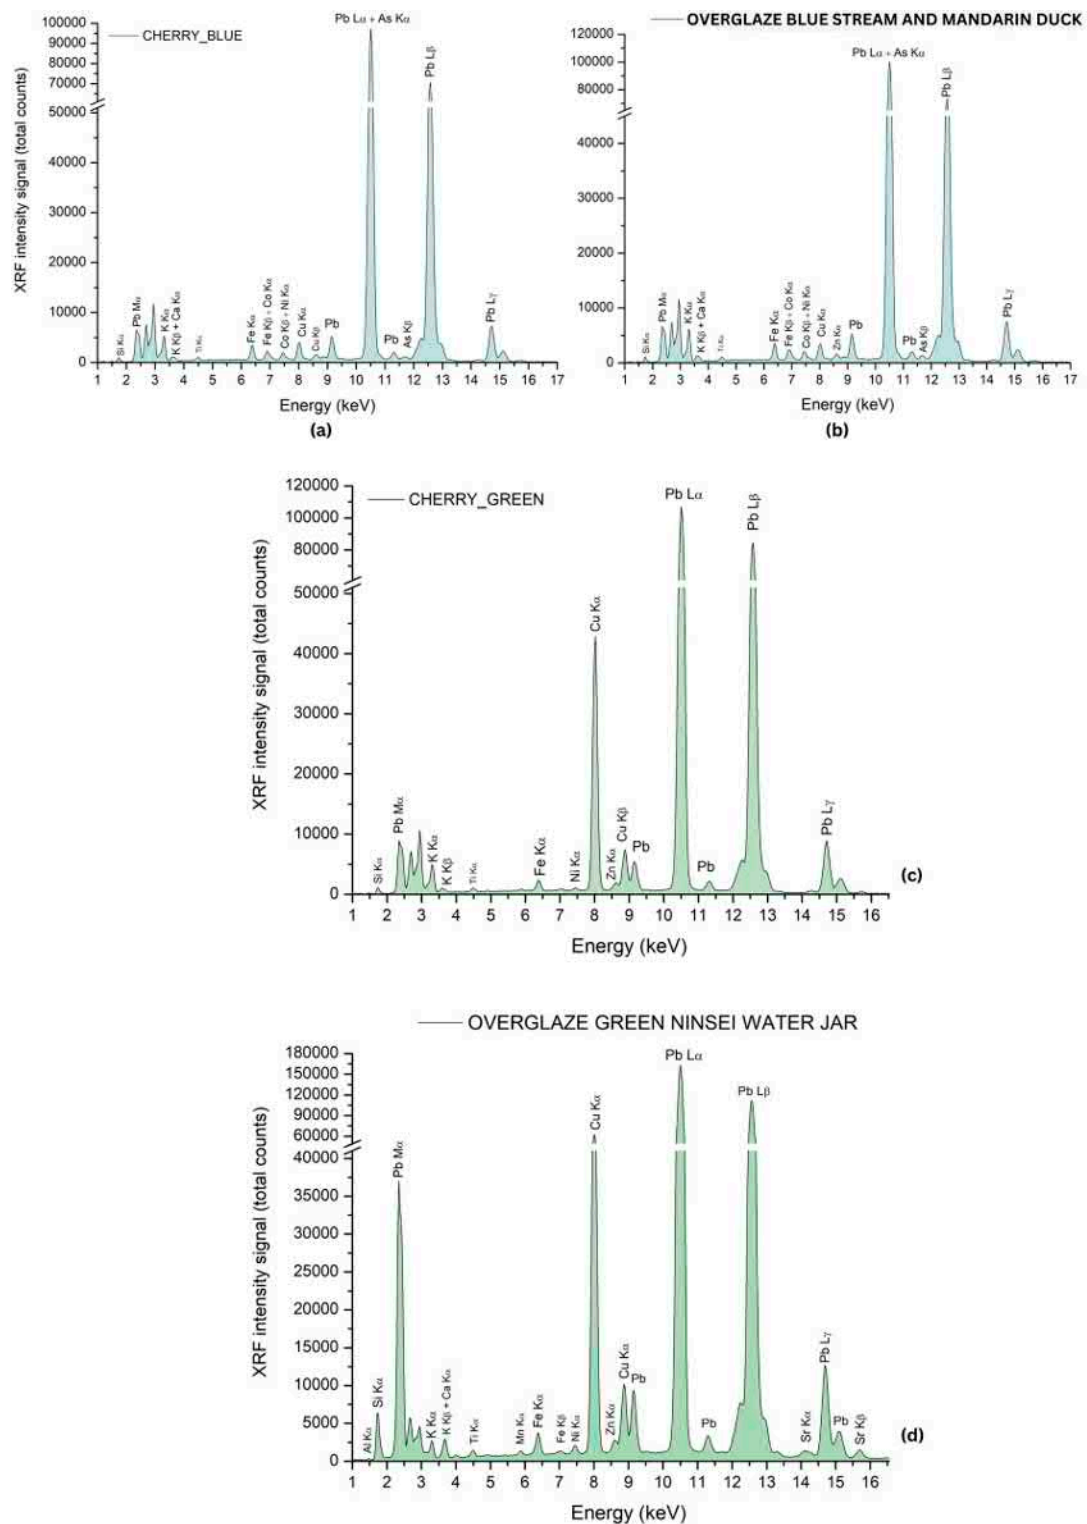 CHERRY_BLUE
Pb Lα + As Kα
Pb Lβ
XRF intensity signal (total counts)
100000
90000
80000
70000
60000
50000
40000
30000
20000
10000
0
Si Kα
Pb Mα
K Kα
K Kβ + Ca Kα
Ti Kα
Fe Kα
Fe Kβ + Co Kα
Co Kβ + Ni Kα
Cu Kα
Cu Kβ
Pb
Pb
As Kβ
Pb Lγ
1 2 3 4 5 6 7 8 9 10 11 12 13 14 15 16 17
Energy (keV)
(a)
OVERGLAZE BLUE STREAM AND MANDARIN DUCK
Pb Lα + As Kα
Pb Lβ
120000
100000
80000
40000
30000
20000
10000
0
Si Kα
Pb Mα
K Kα
K Kβ + Ca Kα
Ti Kα
Fe Kα
Fe Kβ + Co Kα
Co Kβ + Ni Kα
Cu Kα
Zn Kα
Pb
Pb
As Kβ
Pb Lγ
1 2 3 4 5 6 7 8 9 10 11 12 13 14 15 16 17
Energy (keV)
(b)
CHERRY_GREEN
Pb Lα
Pb Lβ
XRF intensity signal (total counts)
120000
100000
80000
50000
40000
30000
20000
10000
0
Si Kα
Pb Mα
K Kα
K Kβ
Ti Kα
Fe Kα
Ni Kα
Cu Kα
Zn Kα
Cu Kβ
Pb
Pb
Pb Lγ
1 2 3 4 5 6 7 8 9 10 11 12 13 14 15 16
Energy (keV)
(c)
OVERGLAZE GREEN NINSEI WATER JAR
Pb Lα
Pb Lβ
XRF intensity signal (total counts)
180000
150000
120000
90000
60000
40000
35000
30000
25000
20000
15000
10000
5000
0
Al Kα
Si Kα
Pb Mα
K Kα
K Kβ + Ca Kα
Ti Kα
Mn Kα
Fe Kα
Fe Kβ
Ni Kα
Cu Kα
Zn Kα
Cu Kα
Pb
Pb
Sr Kα
Pb Lγ
Pb
Sr Kβ
1 2 3 4 5 6 7 8 9 10 11 12 13 14 15 16
Energy (keV)
(d)